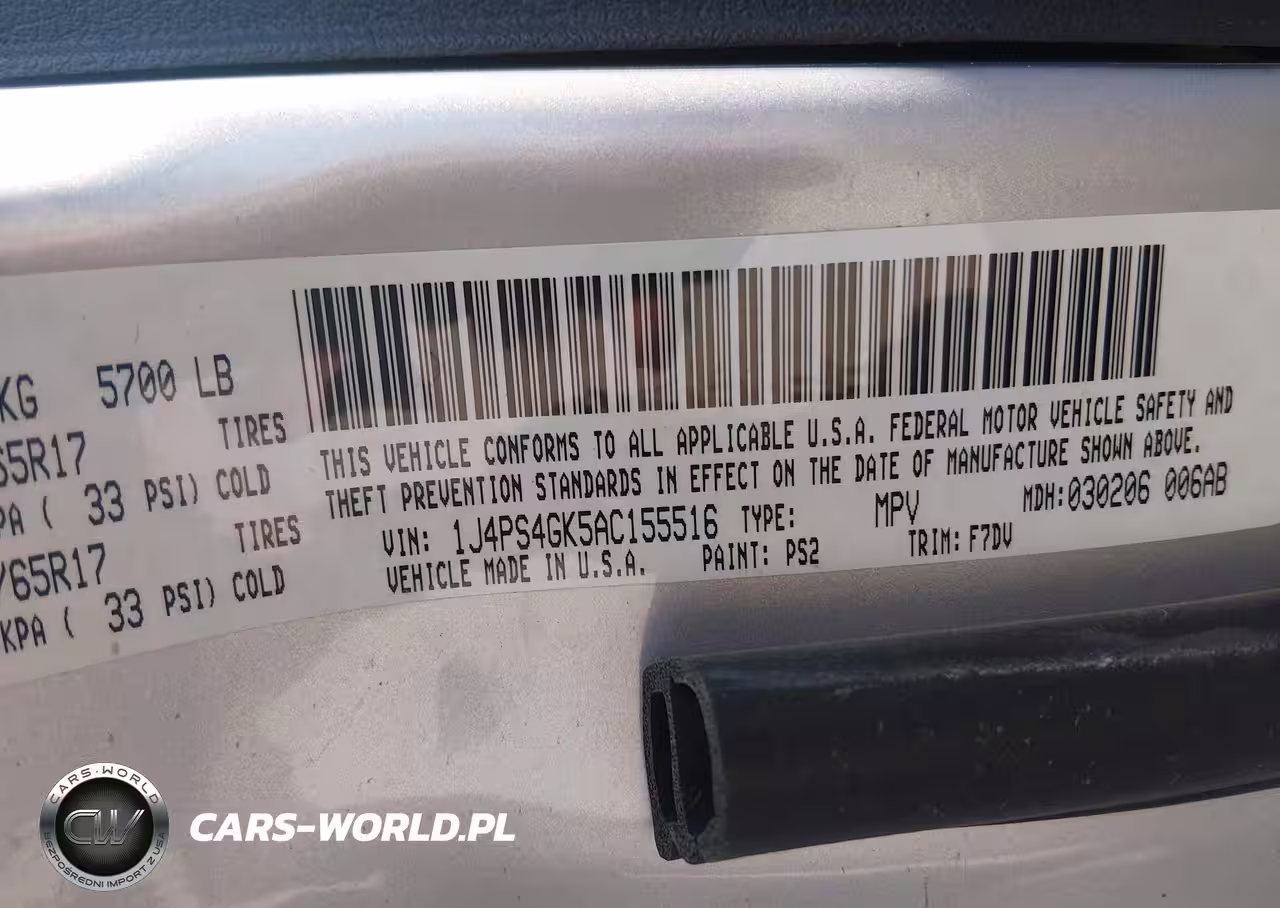 KG 5700 LB
65R17 TIRES
PA ( 33 PSI) COLD
/65R17 TIRES
KPA ( 33 PSI) COLD
THIS VEHICLE CONFORMS TO ALL APPLICABLE U.S.A. FEDERAL MOTOR VEHICLE SAFETY AND
THEFT PREVENTION STANDARDS IN EFFECT ON THE DATE OF MANUFACTURE SHOWN ABOVE.
VIN: 1J4PS4GK5AC155516 TYPE: MPV MDH:030206 006AB
VEHICLE MADE IN U.S.A. PAINT: PS2 TRIM: F7DV
CARS-WORLD
CW
BEZPOŚREDNI IMPORT Z USA
CARS-WORLD.PL